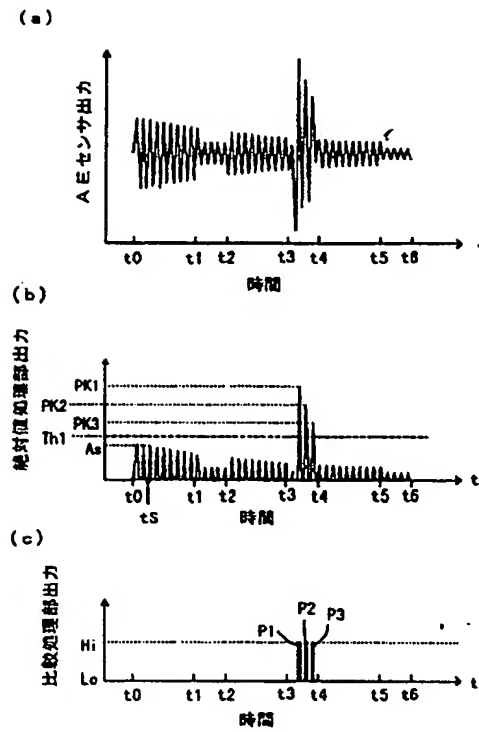 (a)
AEセンサ出力
t0 t1 t2 t3 t4 t5 t6
時間
(b)
絶対値処理部出力
PK1
PK2
PK3
Th1
As
t0 t1 t2 t3 t4 t5 t6 t
tS
時間
(c)
比較処理部出力
P1 P2 P3
Hi
Lo
t0 t1 t2 t3 t4 t5 t6 t
時間